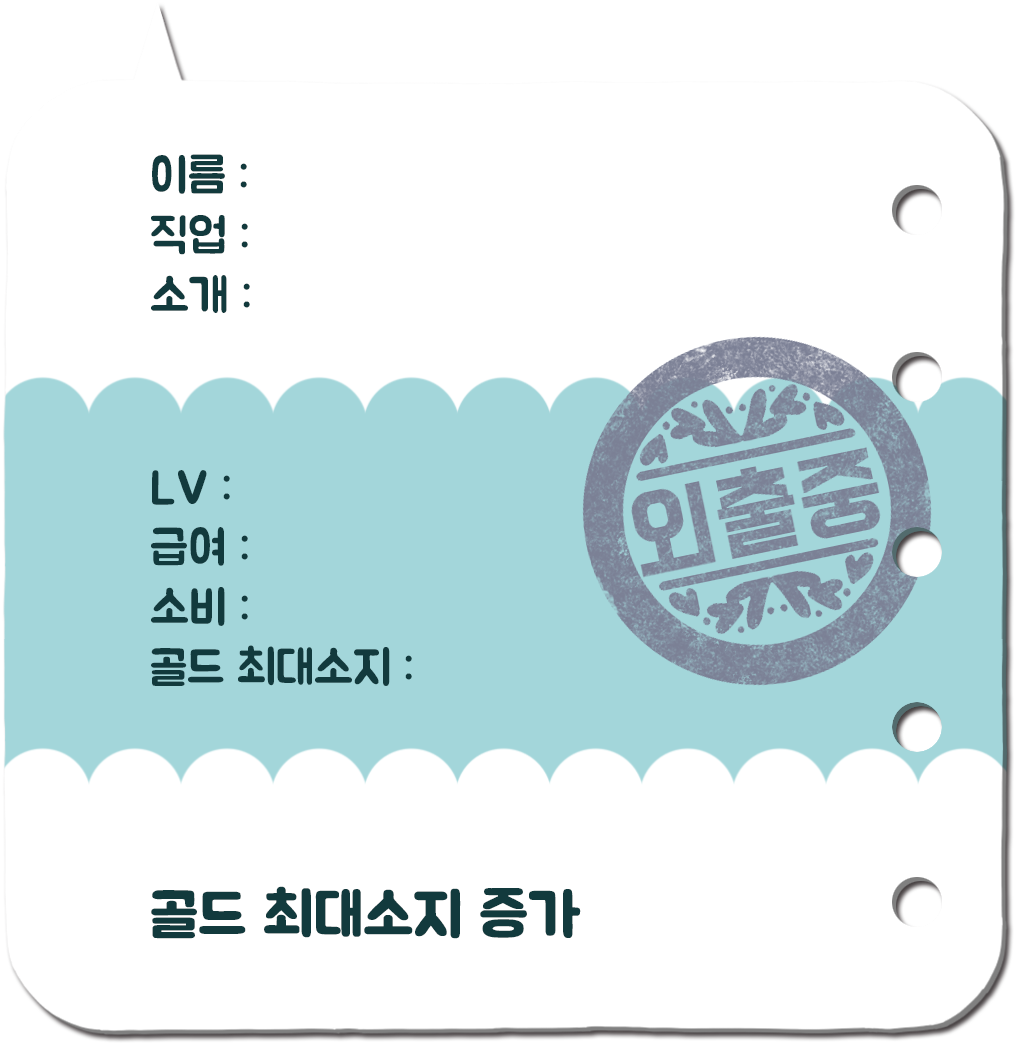 이름 :
직업 :
소개 :
외출중
LV :
급여 :
소비 :
골드 최대소지 :
골드 최대소지 증가